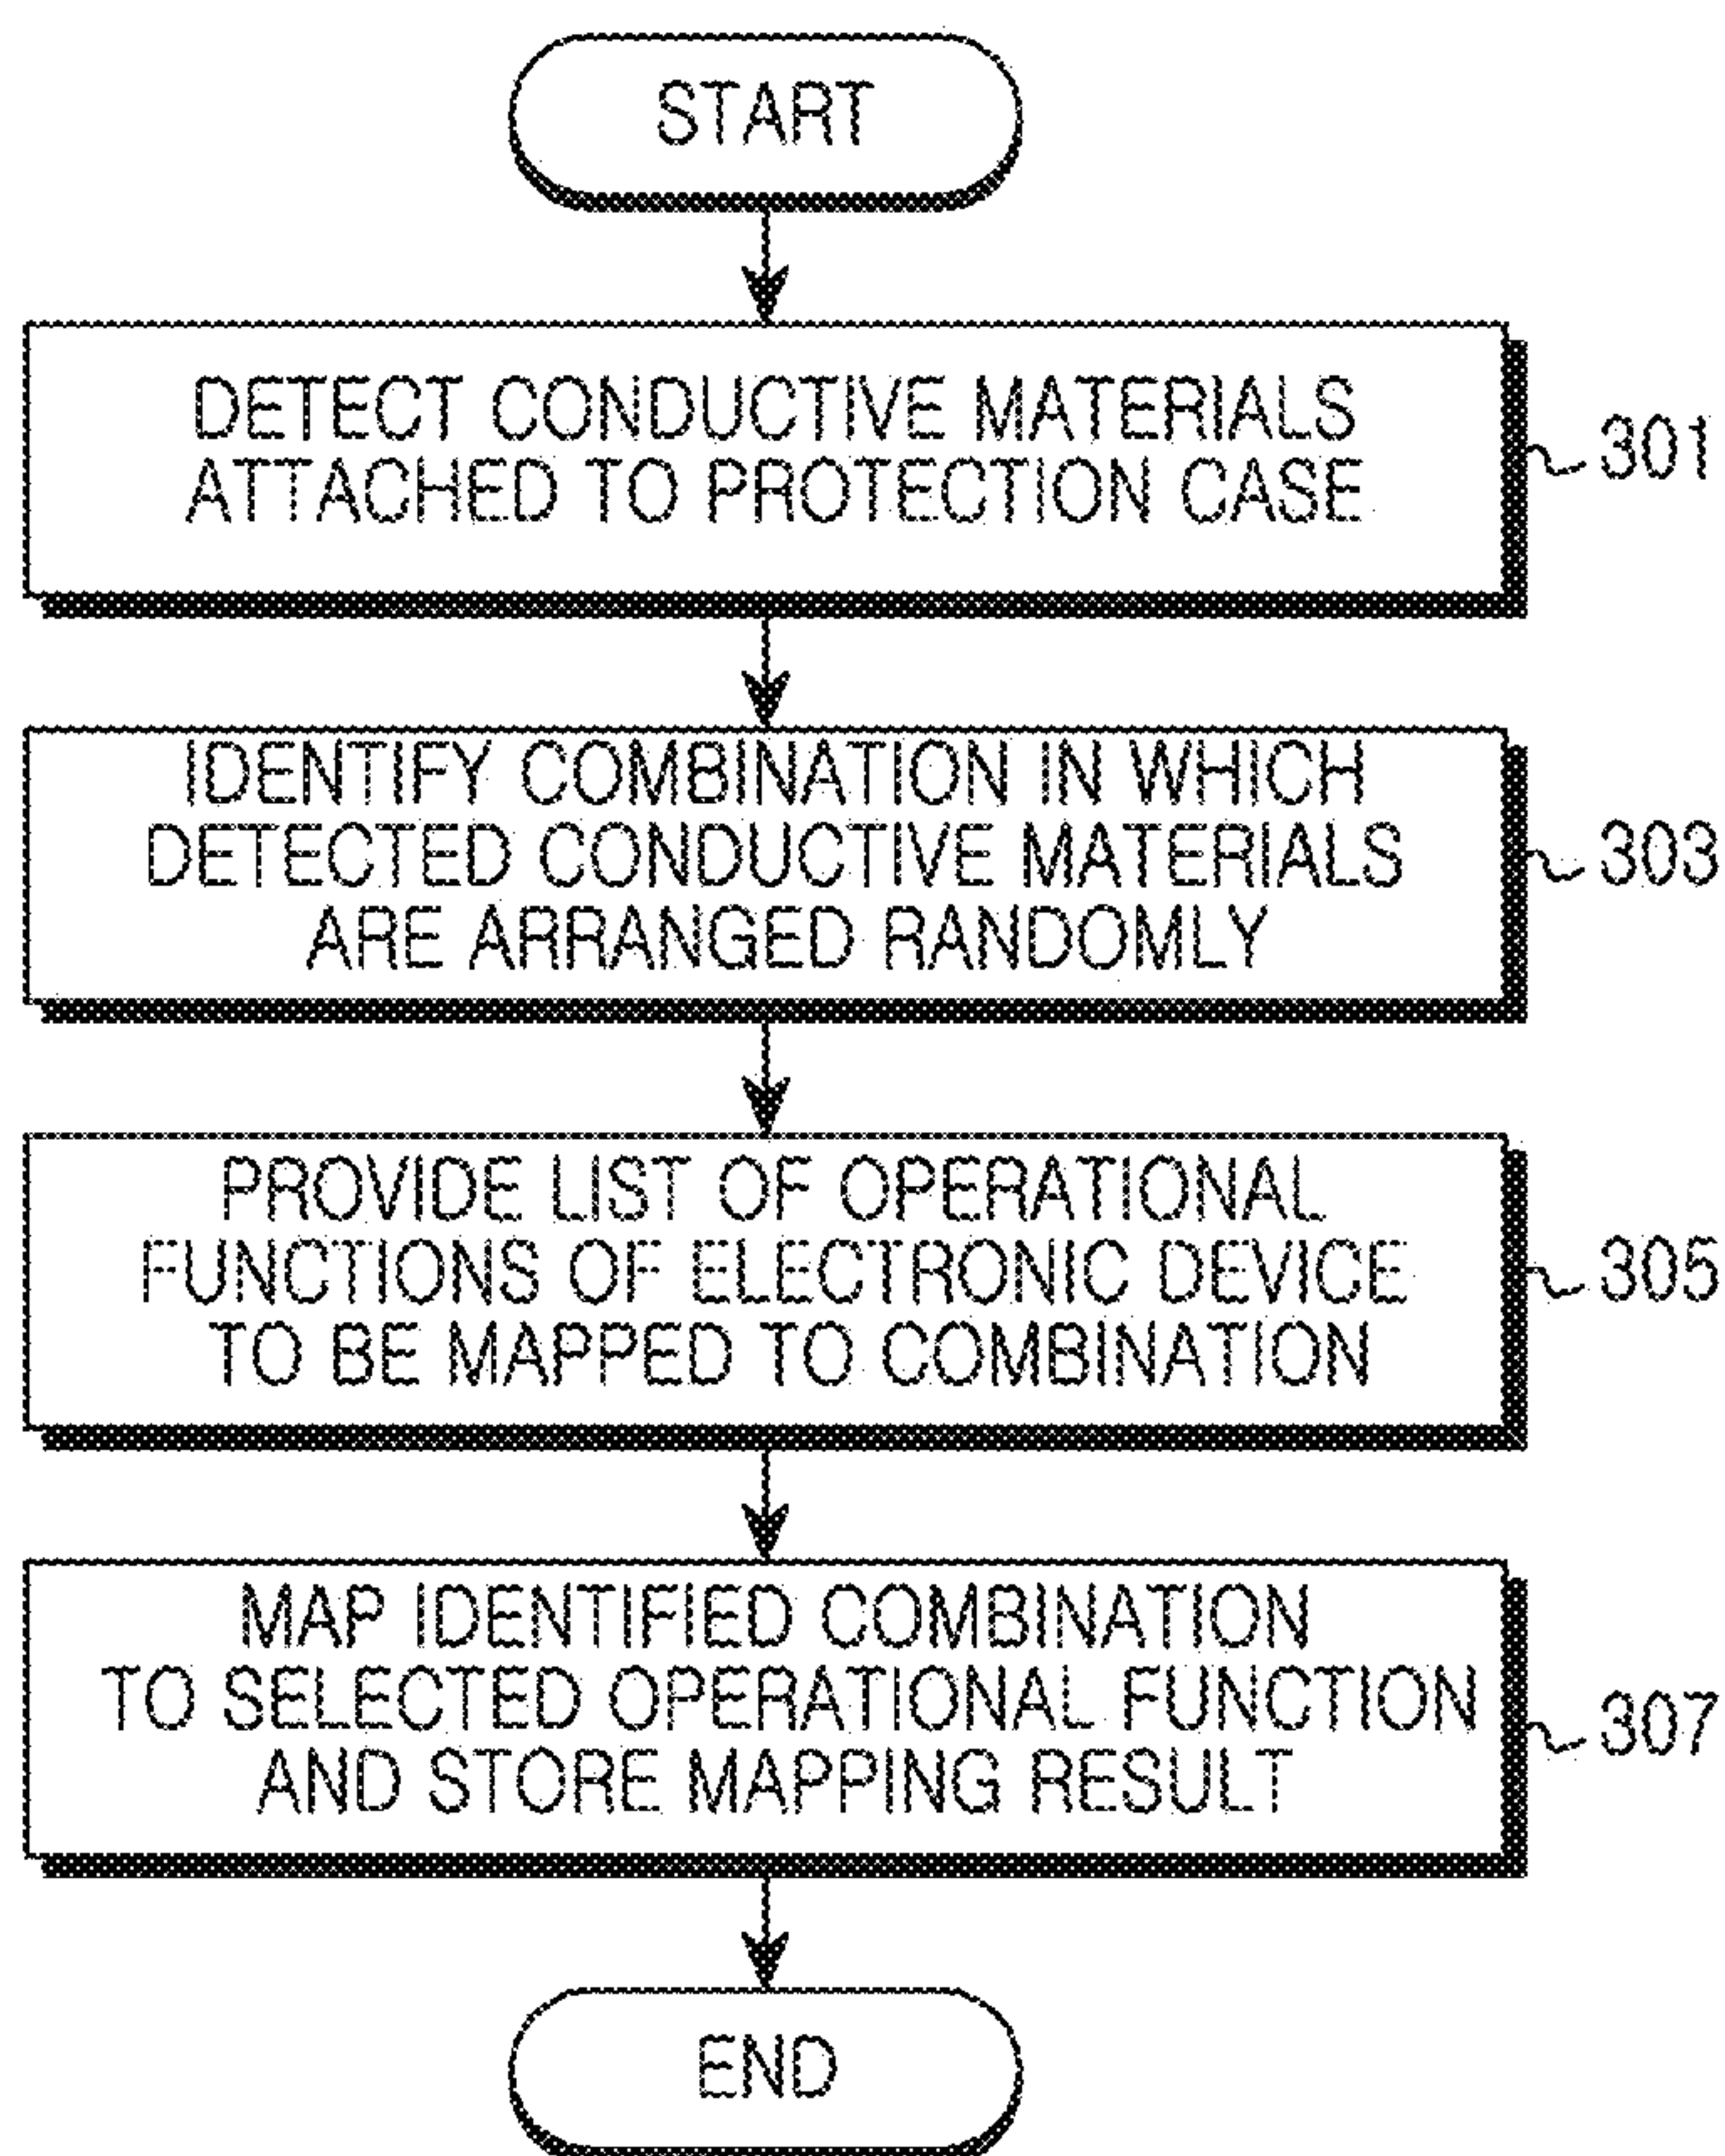 START
DETECT CONDUCTIVE MATERIALS
ATTACHED TO PROTECTION CASE
301
IDENTIFY COMBINATION IN WHICH
DETECTED CONDUCTIVE MATERIALS
ARE ARRANGED RANDOMLY
303
PROVIDE LIST OF OPERATIONAL
FUNCTIONS OF ELECTRONIC DEVICE
TO BE MAPPED TO COMBINATION
305
MAP IDENTIFIED COMBINATION
TO SELECTED OPERATIONAL FUNCTION
AND STORE MAPPING RESULT
307
END